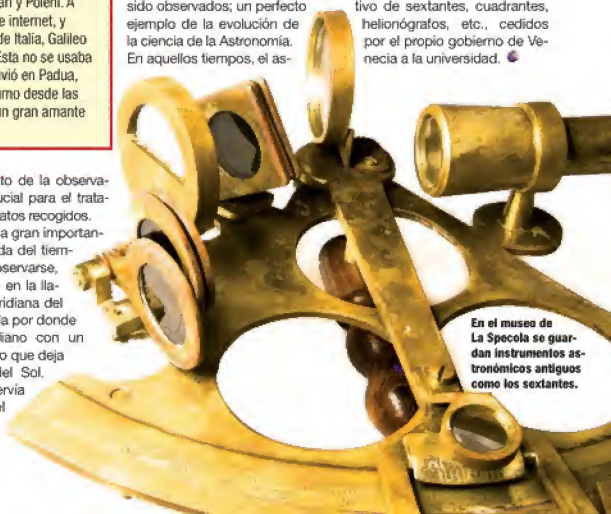 ari y Poleni. A
e internet, y
de Italia, Galileo
Esta no se usaba
vivió en Padua,
umo desde las
un gran amante
to de la observa-
ucial para el trata-
atos recogidos.
a gran importan-
da del tiem-
bservarse,
en la lla-
ridiana del
la por donde
diano con un
o que deja
del Sol.
ervía
el
sido observados; un perfecto
ejemplo de la evolución de
la ciencia de la Astronomía.
En aquellos tiempos, el as-
tivo de sextantes, cuadrantes,
helionógrafos, etc., cedidos
por el propio gobierno de Ve-
necia a la universidad.
En el museo de
La Specola se guar-
dan instrumentos as-
tronómicos antiguos
como los sextantes.